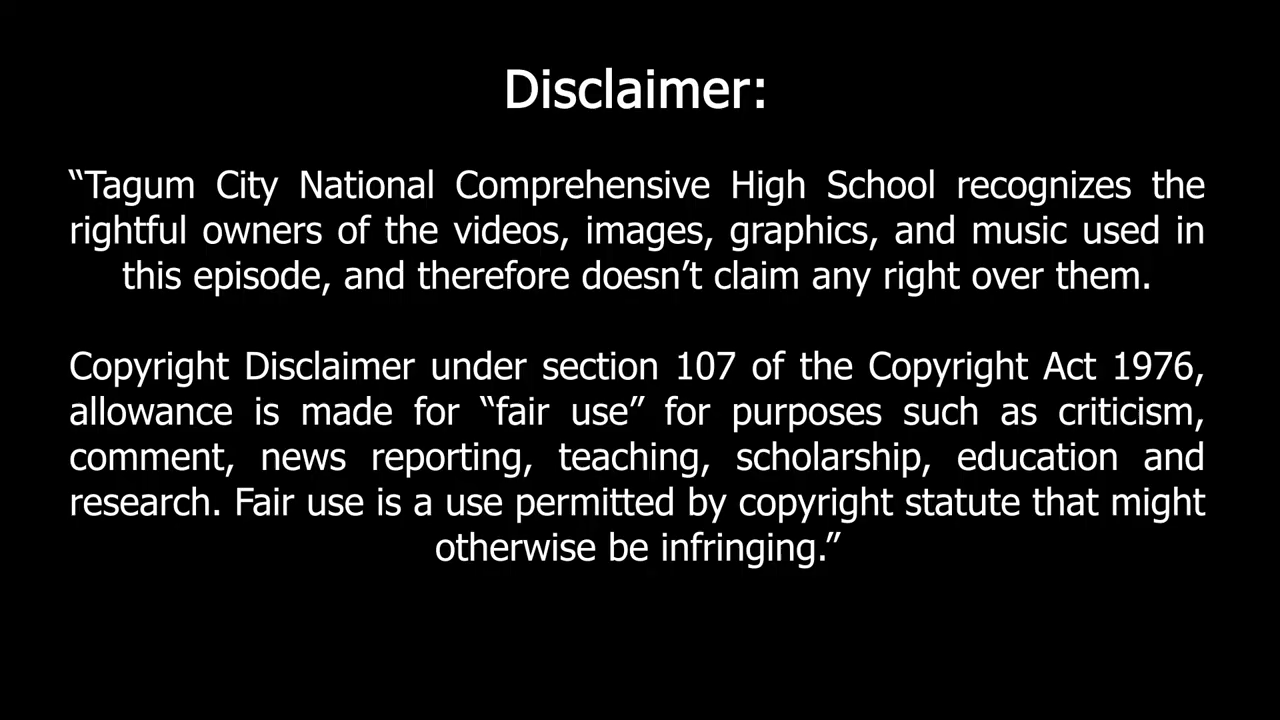 Disclaimer:
“Tagum City National Comprehensive High School recognizes the
rightful owners of the videos, images, graphics, and music used in
this episode, and therefore doesn’t claim any right over them.
Copyright Disclaimer under section 107 of the Copyright Act 1976,
allowance is made for “fair use” for purposes such as criticism,
comment, news reporting, teaching, scholarship, education and
research. Fair use is a use permitted by copyright statute that might
otherwise be infringing.”